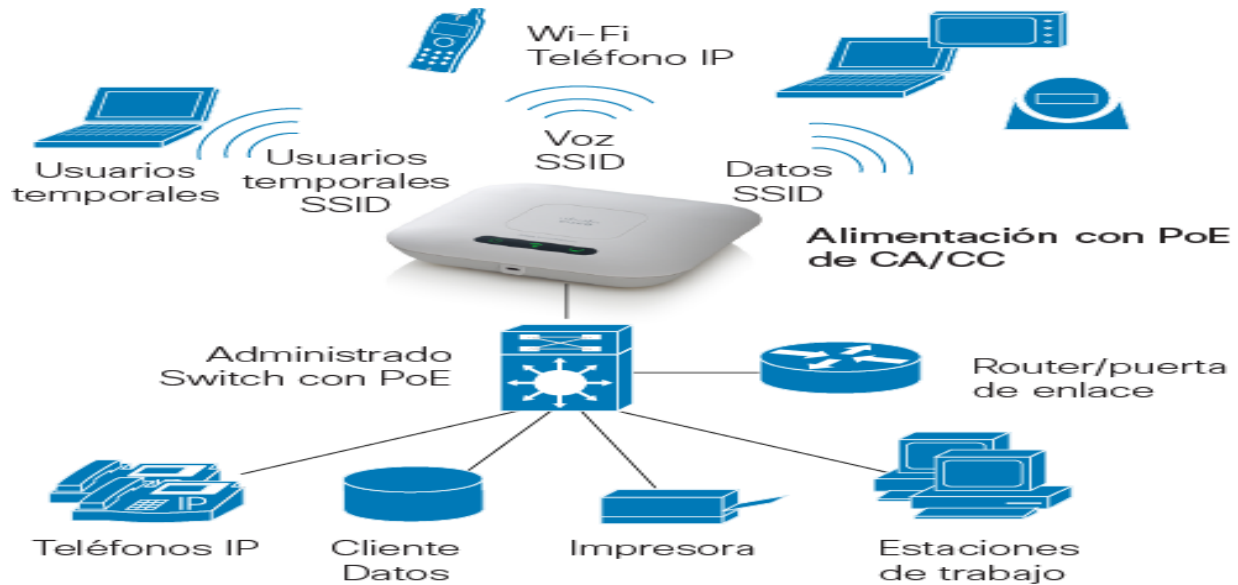 Wi-Fi
Teléfono IP
Usuarios
temporales
Usuarios
temporales
SSID
Voz
SSID
Datos
SSID
Alimentación con PoE
de CA/CC
Administrado
Switch con PoE
Router/puerta
de enlace
IP
Teléfonos IP
Cliente
Datos
Impresora
Estaciones
de trabajo